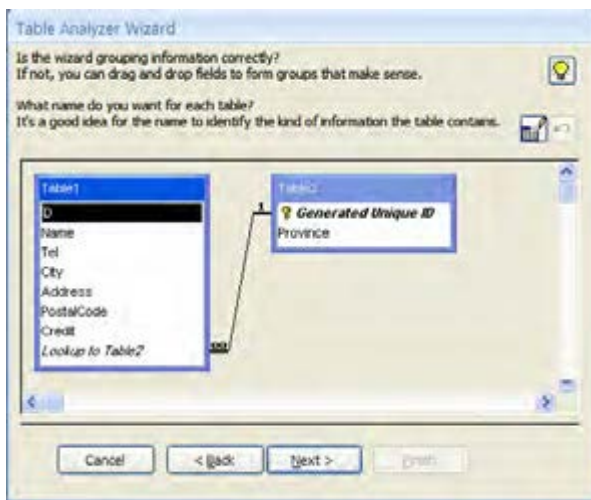 Table Analyzer Wizard
Is the wizard grouping information correctly?
If not, you can drag and drop fields to form groups that make sense.
What name do you want for each table?
It's a good idea for the name to identify the kind of information the table contains.
Table1
D
Name
Tel
City
Address
PostalCode
Credit
Lookup to Table2
1
∞
Table2
Generated Unique ID
Province
Cancel
< Back
Next >
Finish